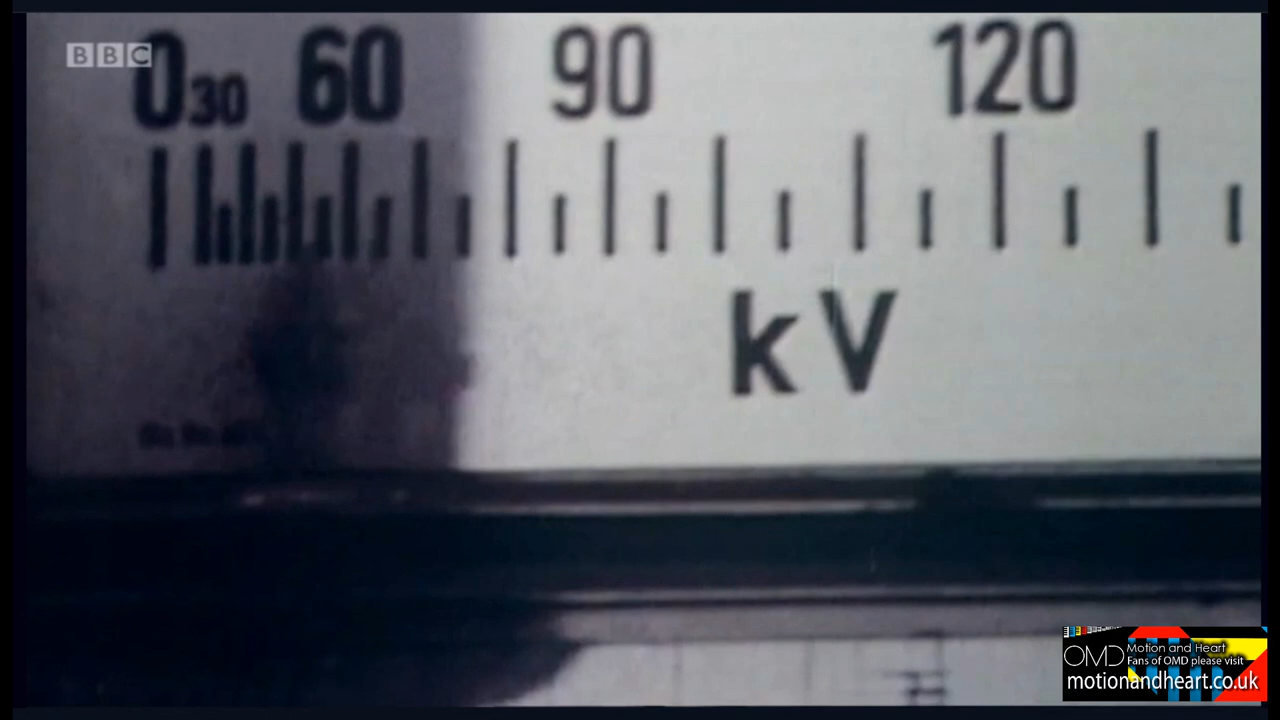 BBC
0 30 60 90 120
kV
OMD
Motion and Heart
Fans of OMD please visit
motionandheart.co.uk